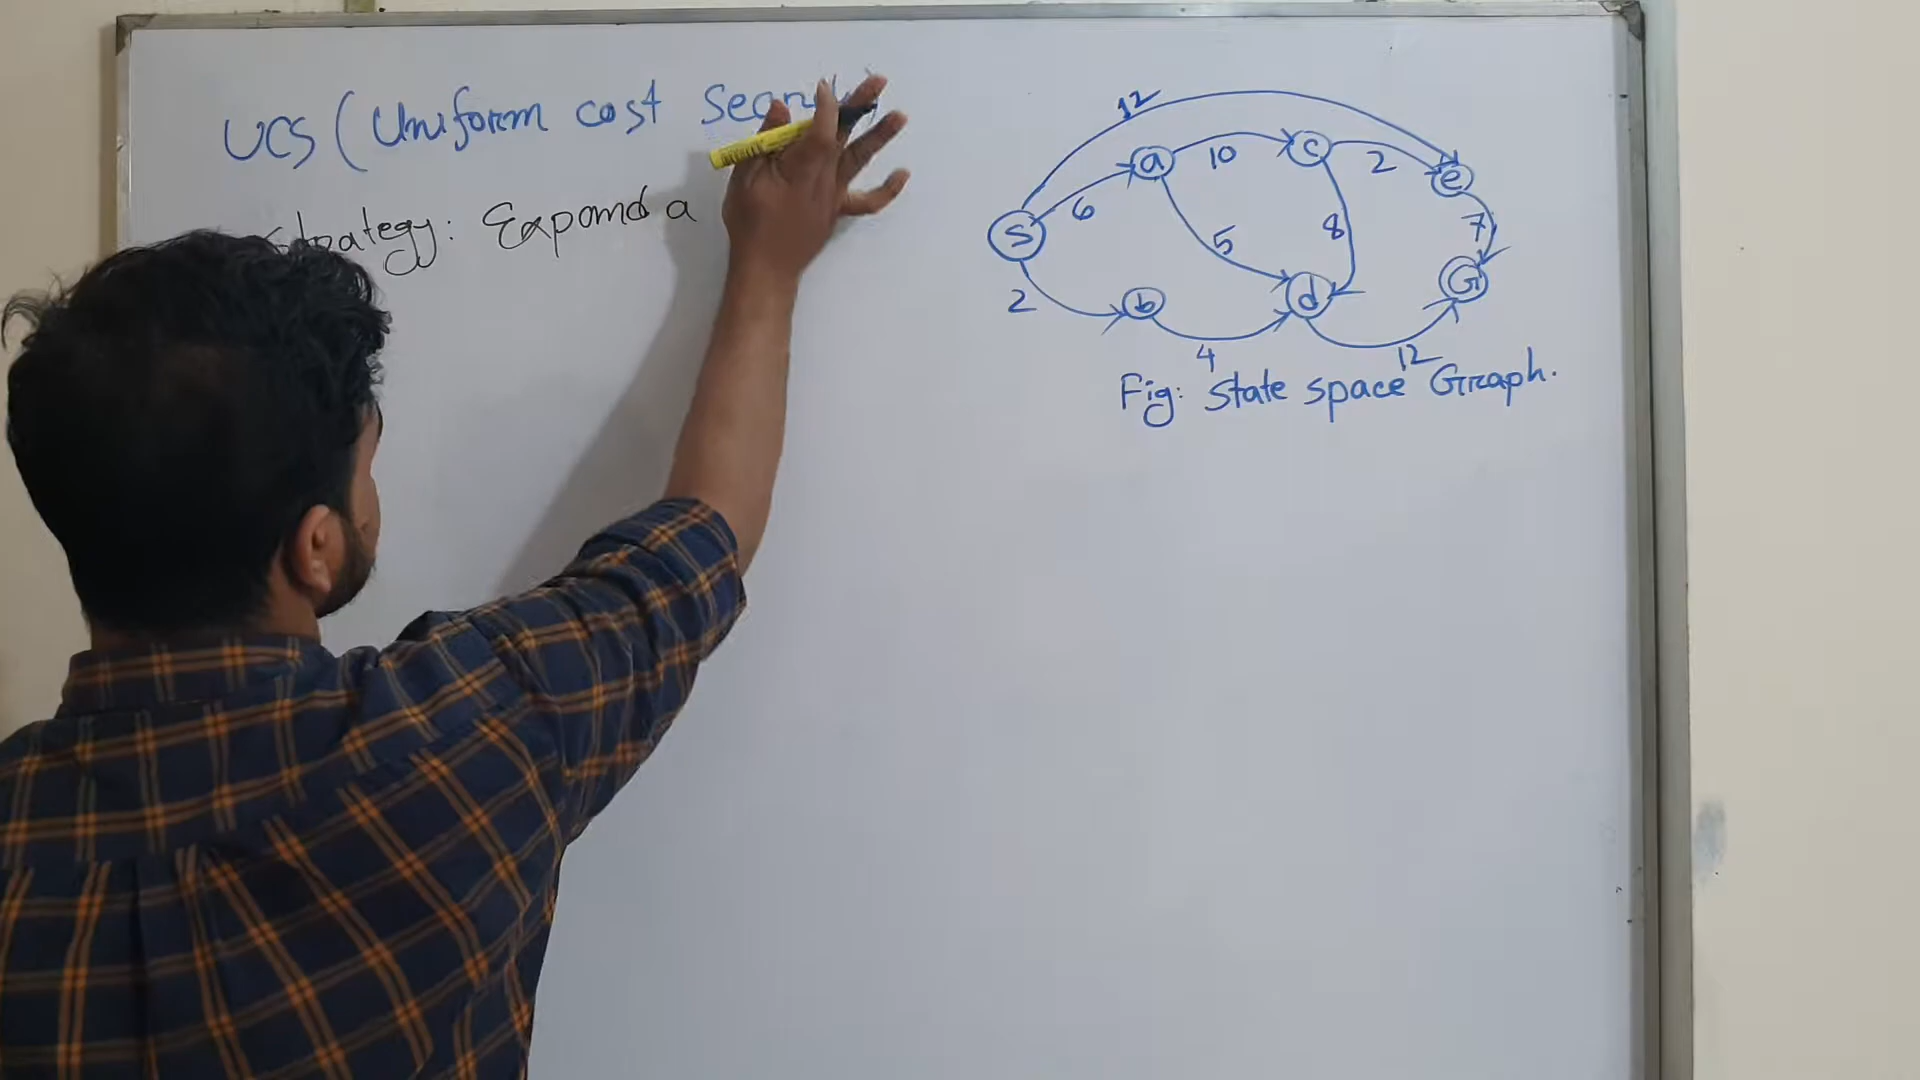 UCS (Uniform cost Search)
Strategy: Expand a
12
a
10
c
2
e
6
S
5
8
7
2
b
d
G
4
12
Fig: State space Graph.